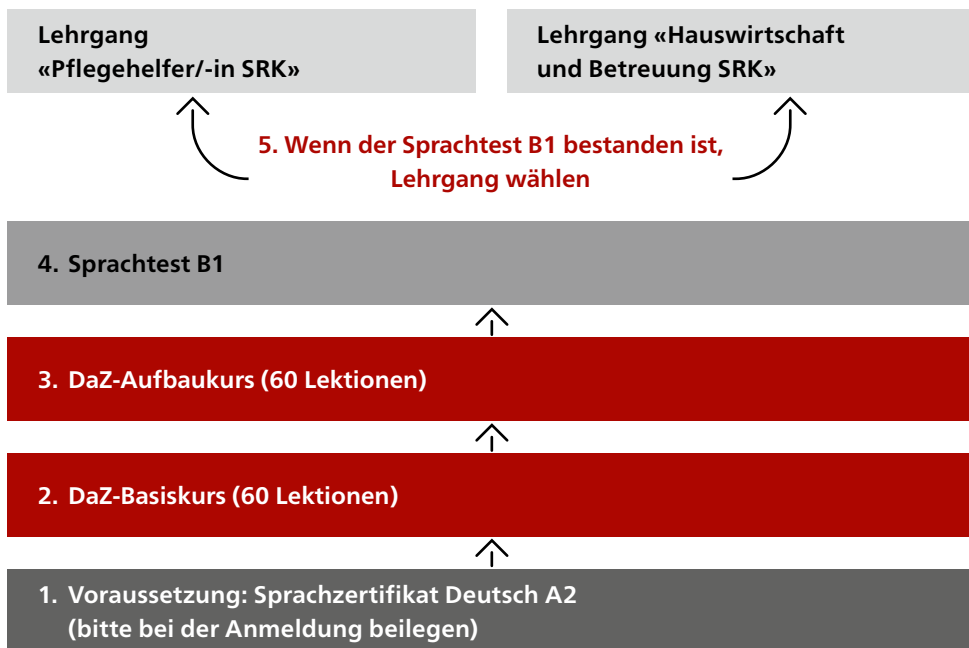 Lehrgang
«Pflegehelfer/-in SRK»
Lehrgang «Hauswirtschaft
und Betreuung SRK»
5. Wenn der Sprachtest B1 bestanden ist,
Lehrgang wählen
4. Sprachtest B1
3. DaZ-Aufbaukurs (60 Lektionen)
2. DaZ-Basiskurs (60 Lektionen)
1. Voraussetzung: Sprachzertifikat Deutsch A2
(bitte bei der Anmeldung beilegen)